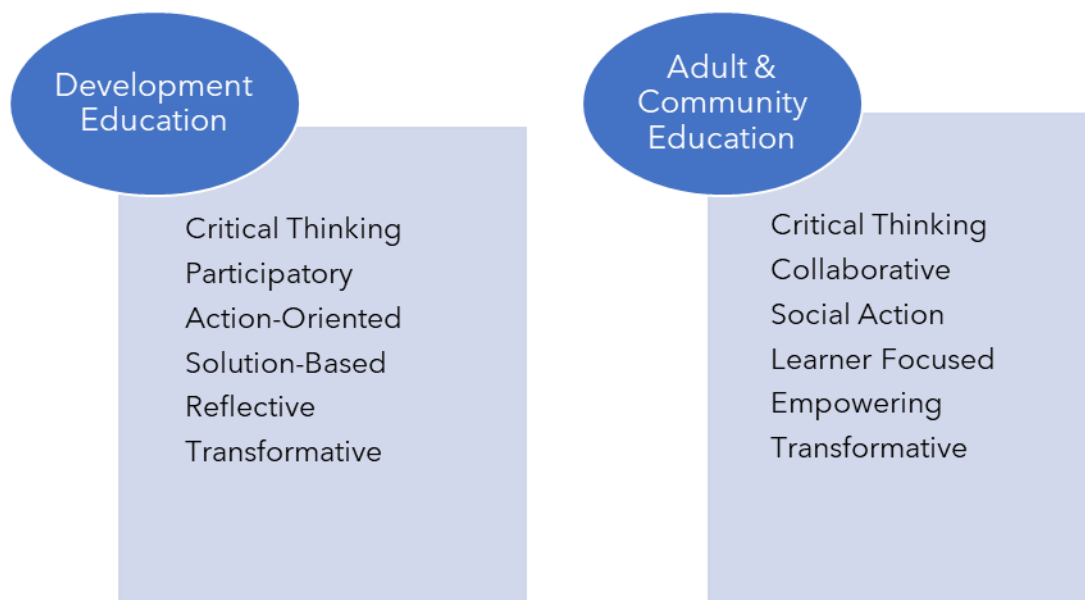 Development
Education
Critical Thinking
Participatory
Action-Oriented
Solution-Based
Reflective
Transformative
Adult &
Community
Education
Critical Thinking
Collaborative
Social Action
Learner Focused
Empowering
Transformative